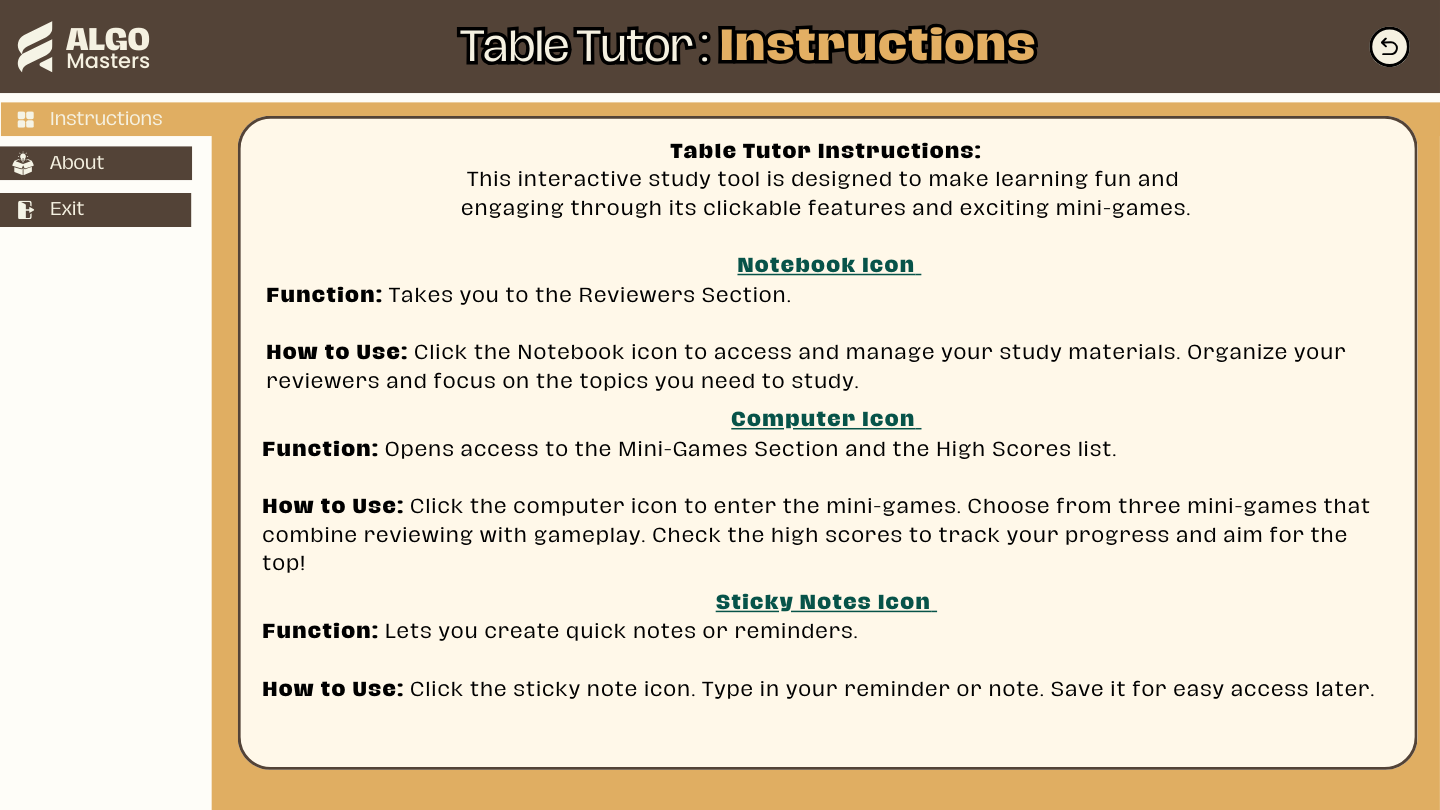 ALGO
Masters
Table Tutor : Instructions
Instructions
About
Exit
Table Tutor Instructions:
This interactive study tool is designed to make learning fun and
engaging through its clickable features and exciting mini-games.
Notebook Icon
Function: Takes you to the Reviewers Section.
How to Use: Click the Notebook icon to access and manage your study materials. Organize your
reviewers and focus on the topics you need to study.
Computer Icon
Function: Opens access to the Mini-Games Section and the High Scores list.
How to Use: Click the computer icon to enter the mini-games. Choose from three mini-games that
combine reviewing with gameplay. Check the high scores to track your progress and aim for the
top!
Sticky Notes Icon
Function: Lets you create quick notes or reminders.
How to Use: Click the sticky note icon. Type in your reminder or note. Save it for easy access later.